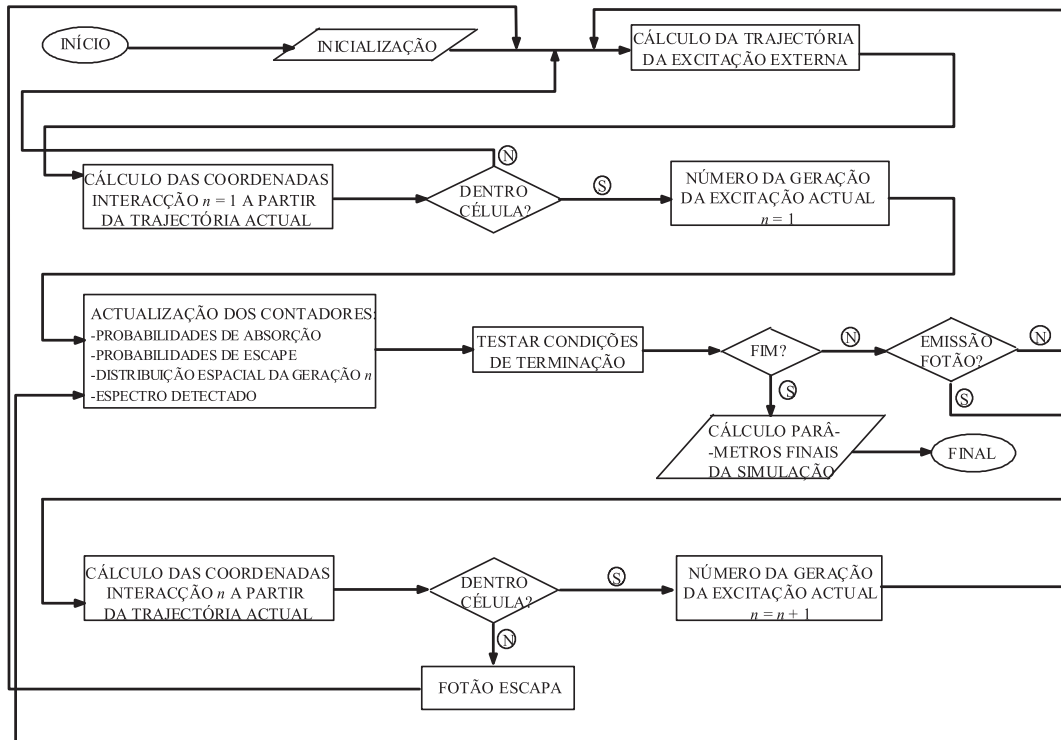 INÍCIO
INICIALIZAÇÃO
CÁLCULO DA TRAJECTÓRIA
DA EXCITAÇÃO EXTERNA
CÁLCULO DAS COORDENADAS
INTERACÇÃO n = 1 A PARTIR
DA TRAJECTÓRIA ACTUAL
N
DENTRO
CÉLULA?
S
NÚMERO DA GERAÇÃO
DA EXCITAÇÃO ACTUAL
n = 1
ACTUALIZAÇÃO DOS CONTADORES:
-PROBABILIDADES DE ABSORÇÃO
-PROBABILIDADES DE ESCAPE
-DISTRIBUIÇÃO ESPACIAL DA GERAÇÃO n
-ESPECTRO DETECTADO
TESTAR CONDIÇÕES
DE TERMINAÇÃO
FIM?
N
S
EMISSÃO
FOTÃO?
N
S
CÁLCULO PARÂ-
-METROS FINAIS
DA SIMULAÇÃO
FINAL
CÁLCULO DAS COORDENADAS
INTERACÇÃO n A PARTIR
DA TRAJECTÓRIA ACTUAL
DENTRO
CÉLULA?
S
N
NÚMERO DA GERAÇÃO
DA EXCITAÇÃO ACTUAL
n = n + 1
FOTÃO ESCAPA